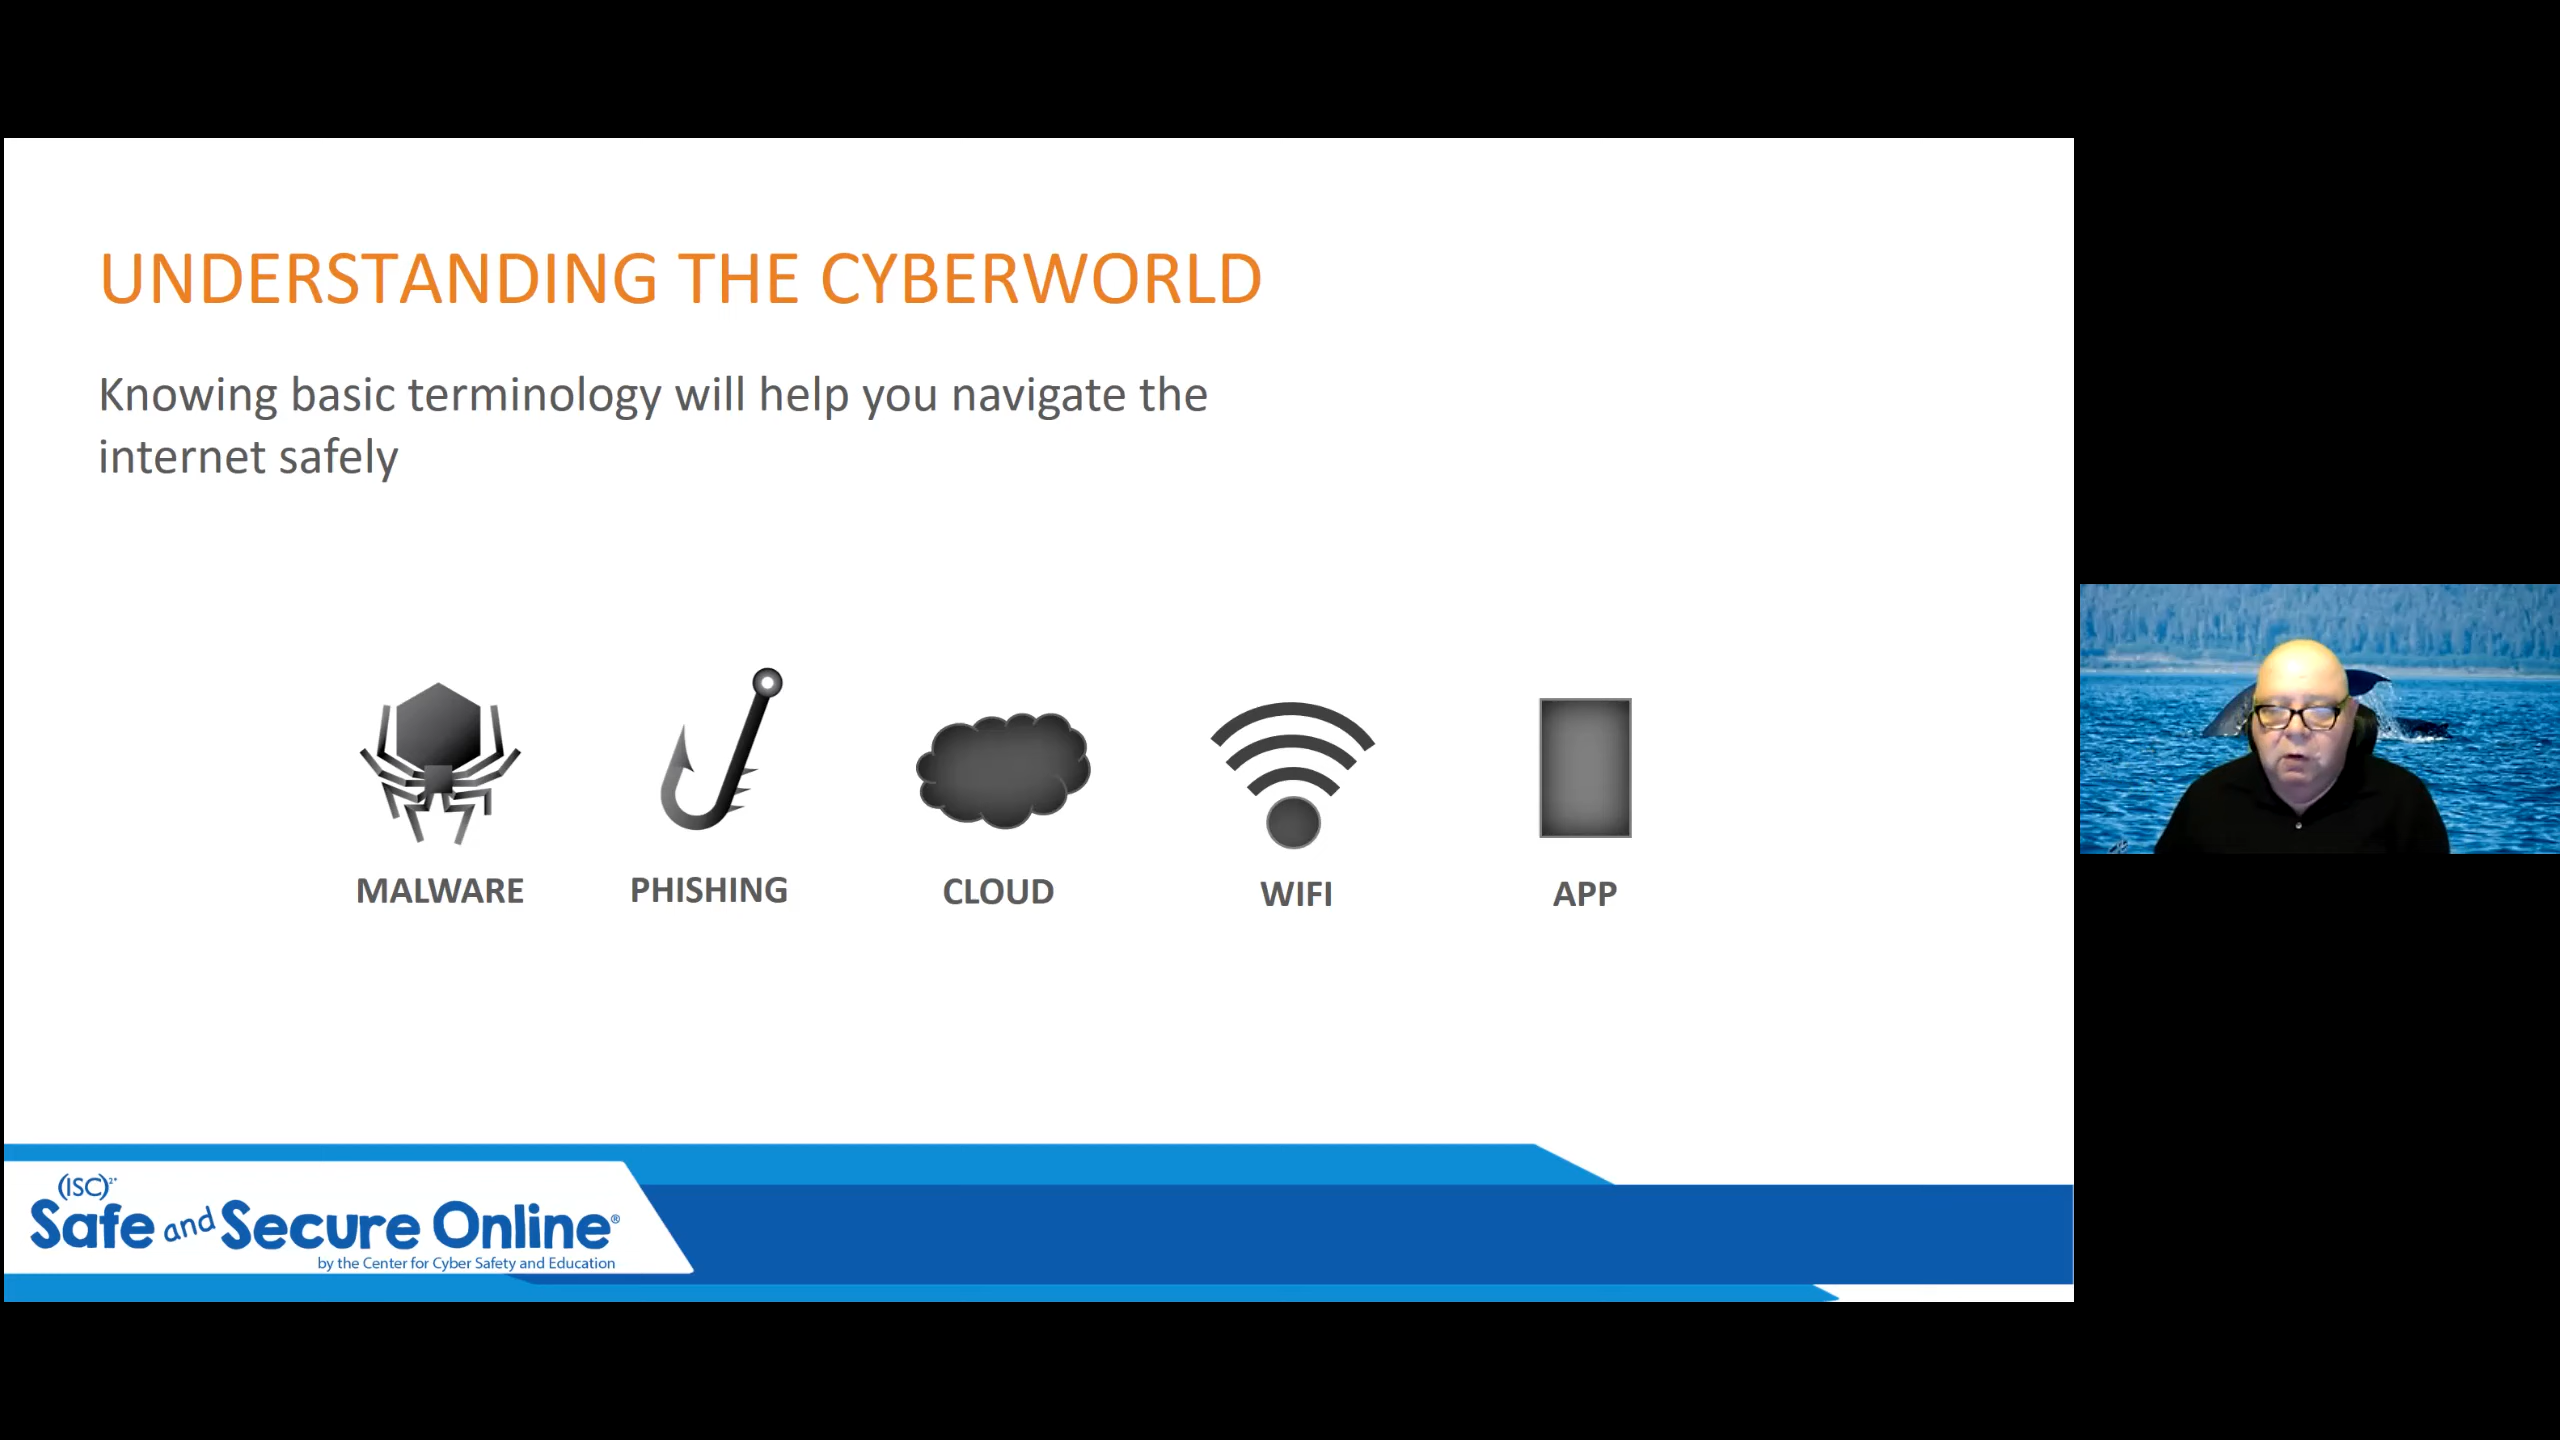 UNDERSTANDING THE CYBERWORLD
Knowing basic terminology will help you navigate the
internet safely
MALWARE
PHISHING
CLOUD
WIFI
APP
(ISC)²®
Safe and Secure Online®
by the Center for Cyber Safety and Education